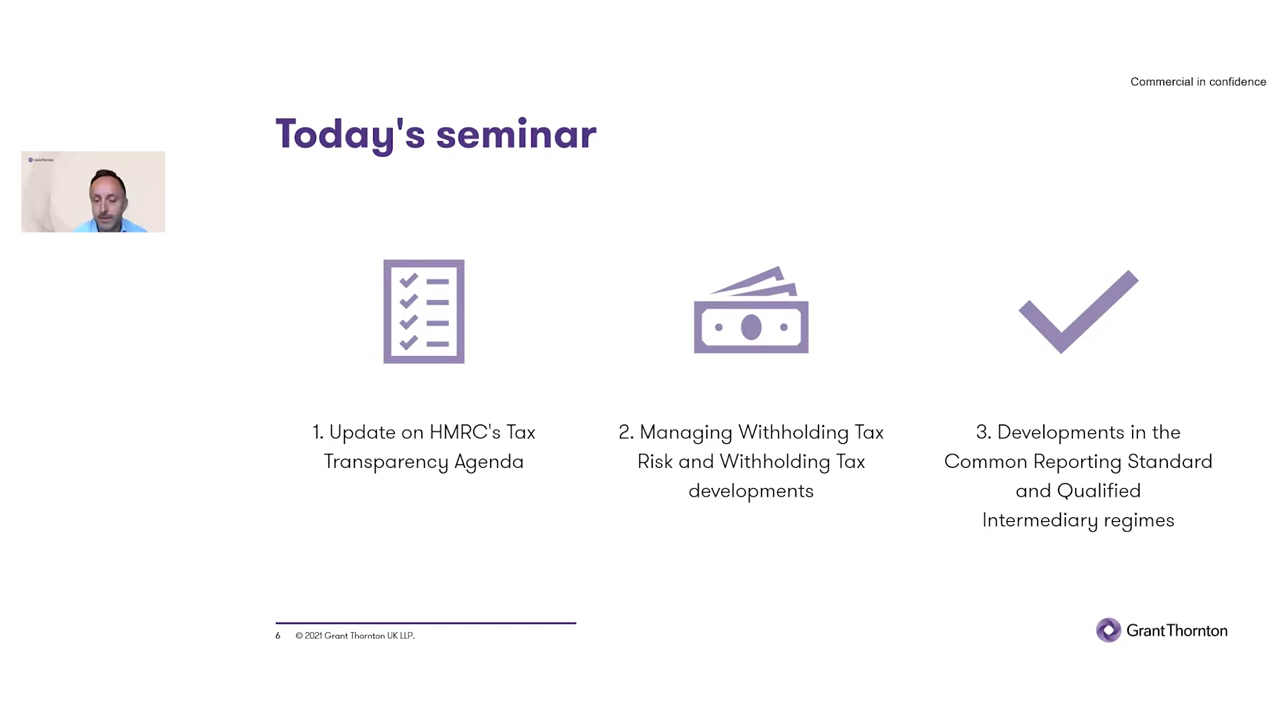 Commercial in confidence
Today's seminar
GrantThornton
1. Update on HMRC's Tax
Transparency Agenda
2. Managing Withholding Tax
Risk and Withholding Tax
developments
3. Developments in the
Common Reporting Standard
and Qualified
Intermediary regimes
6 © 2021 Grant Thornton UK LLP.
GrantThornton